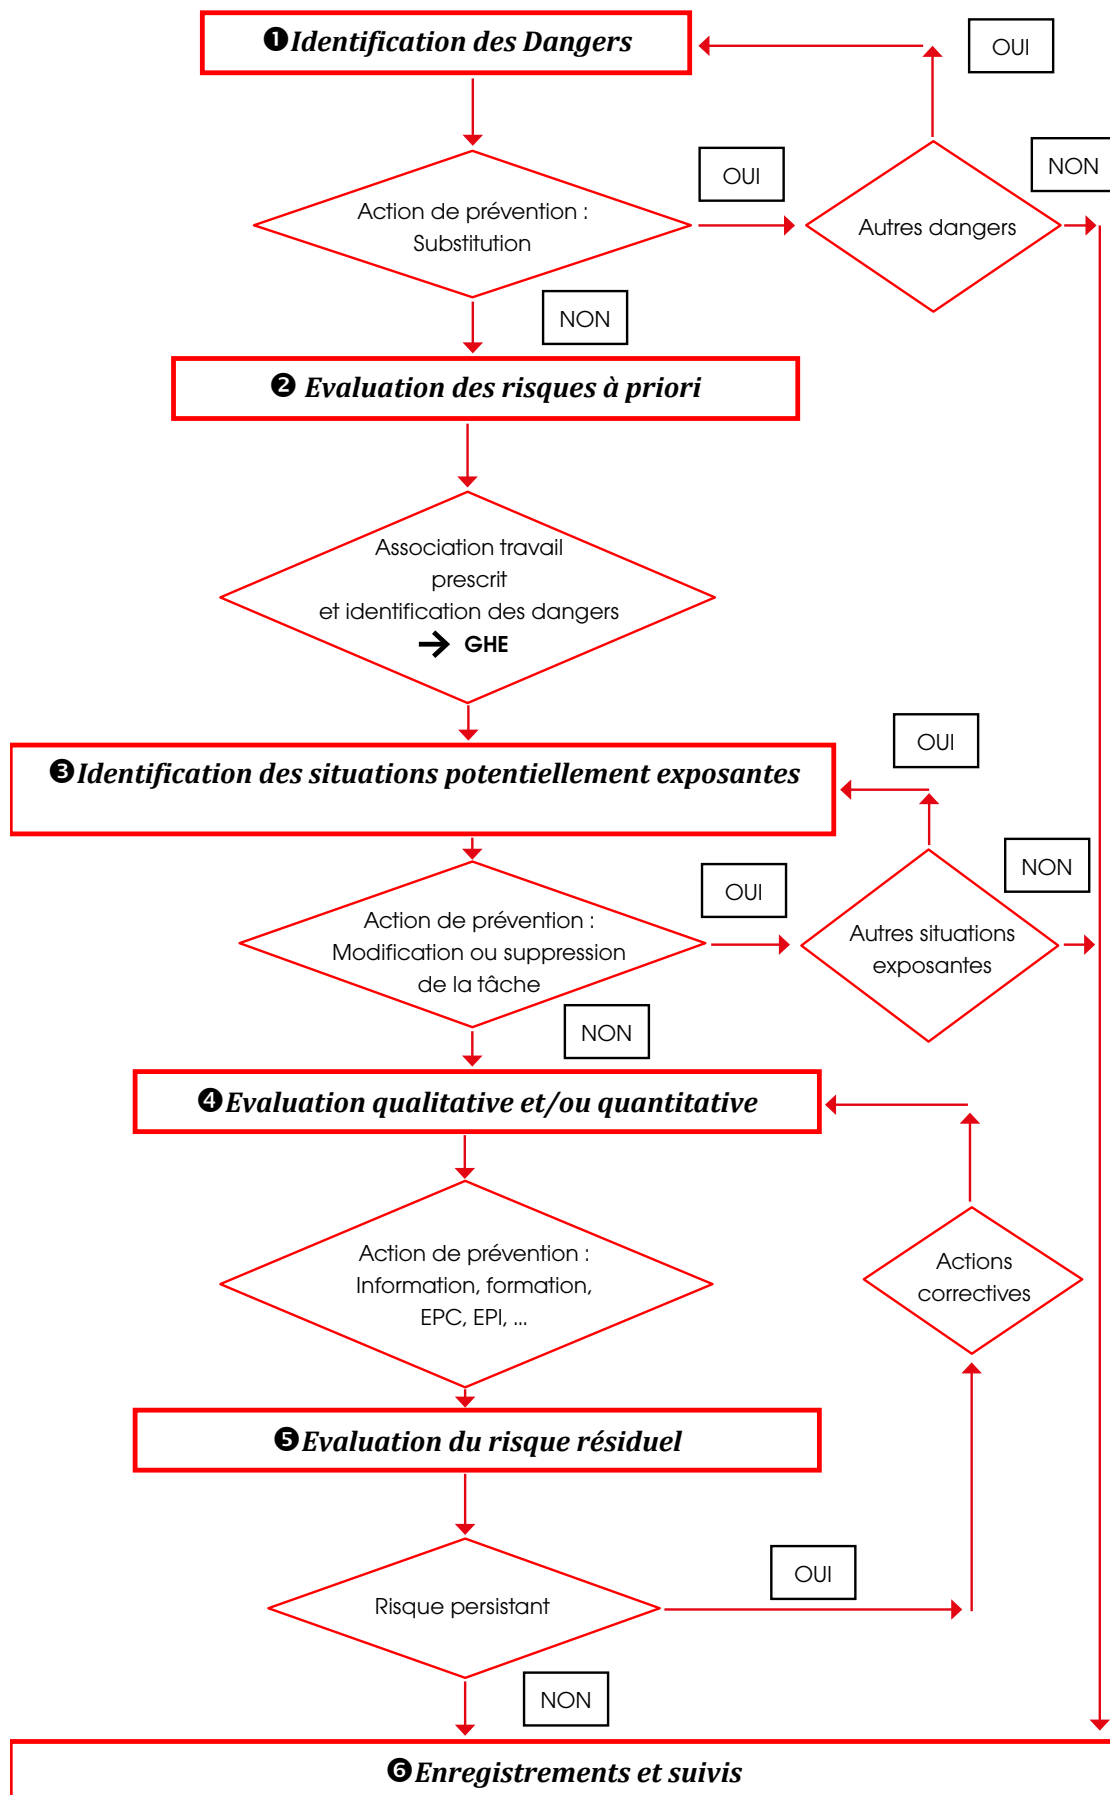 ❶Identification des Dangers
OUI
OUI
NON
Action de prévention :
Substitution
Autres dangers
NON
❷ Evaluation des risques à priori
Association travail
prescrit
et identification des dangers
→ GHE
OUI
❸Identification des situations potentiellement exposantes
OUI
NON
Action de prévention :
Modification ou suppression
de la tâche
Autres situations
exposantes
NON
❹Evaluation qualitative et/ou quantitative
Action de prévention :
Information, formation,
EPC, EPI, ...
Actions
correctives
❺Evaluation du risque résiduel
OUI
Risque persistant
NON
❻Enregistrements et suivis